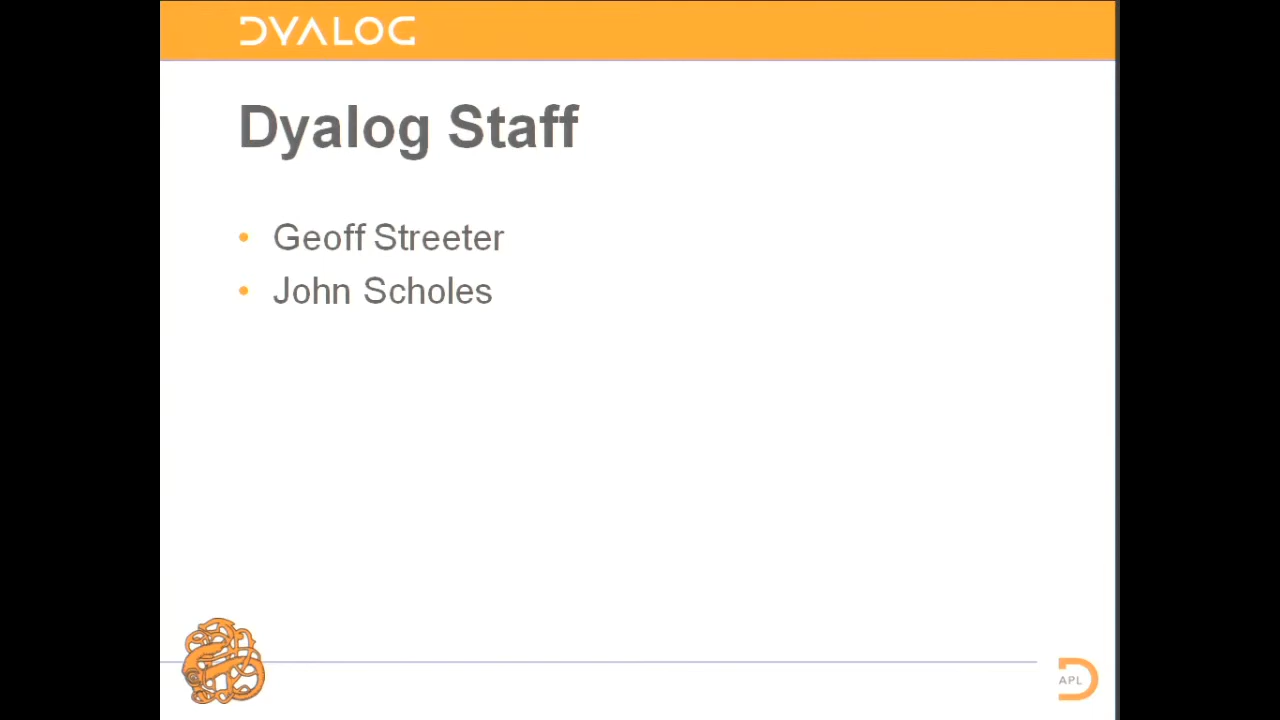 DYALOG
Dyalog Staff
• Geoff Streeter
• John Scholes
APL